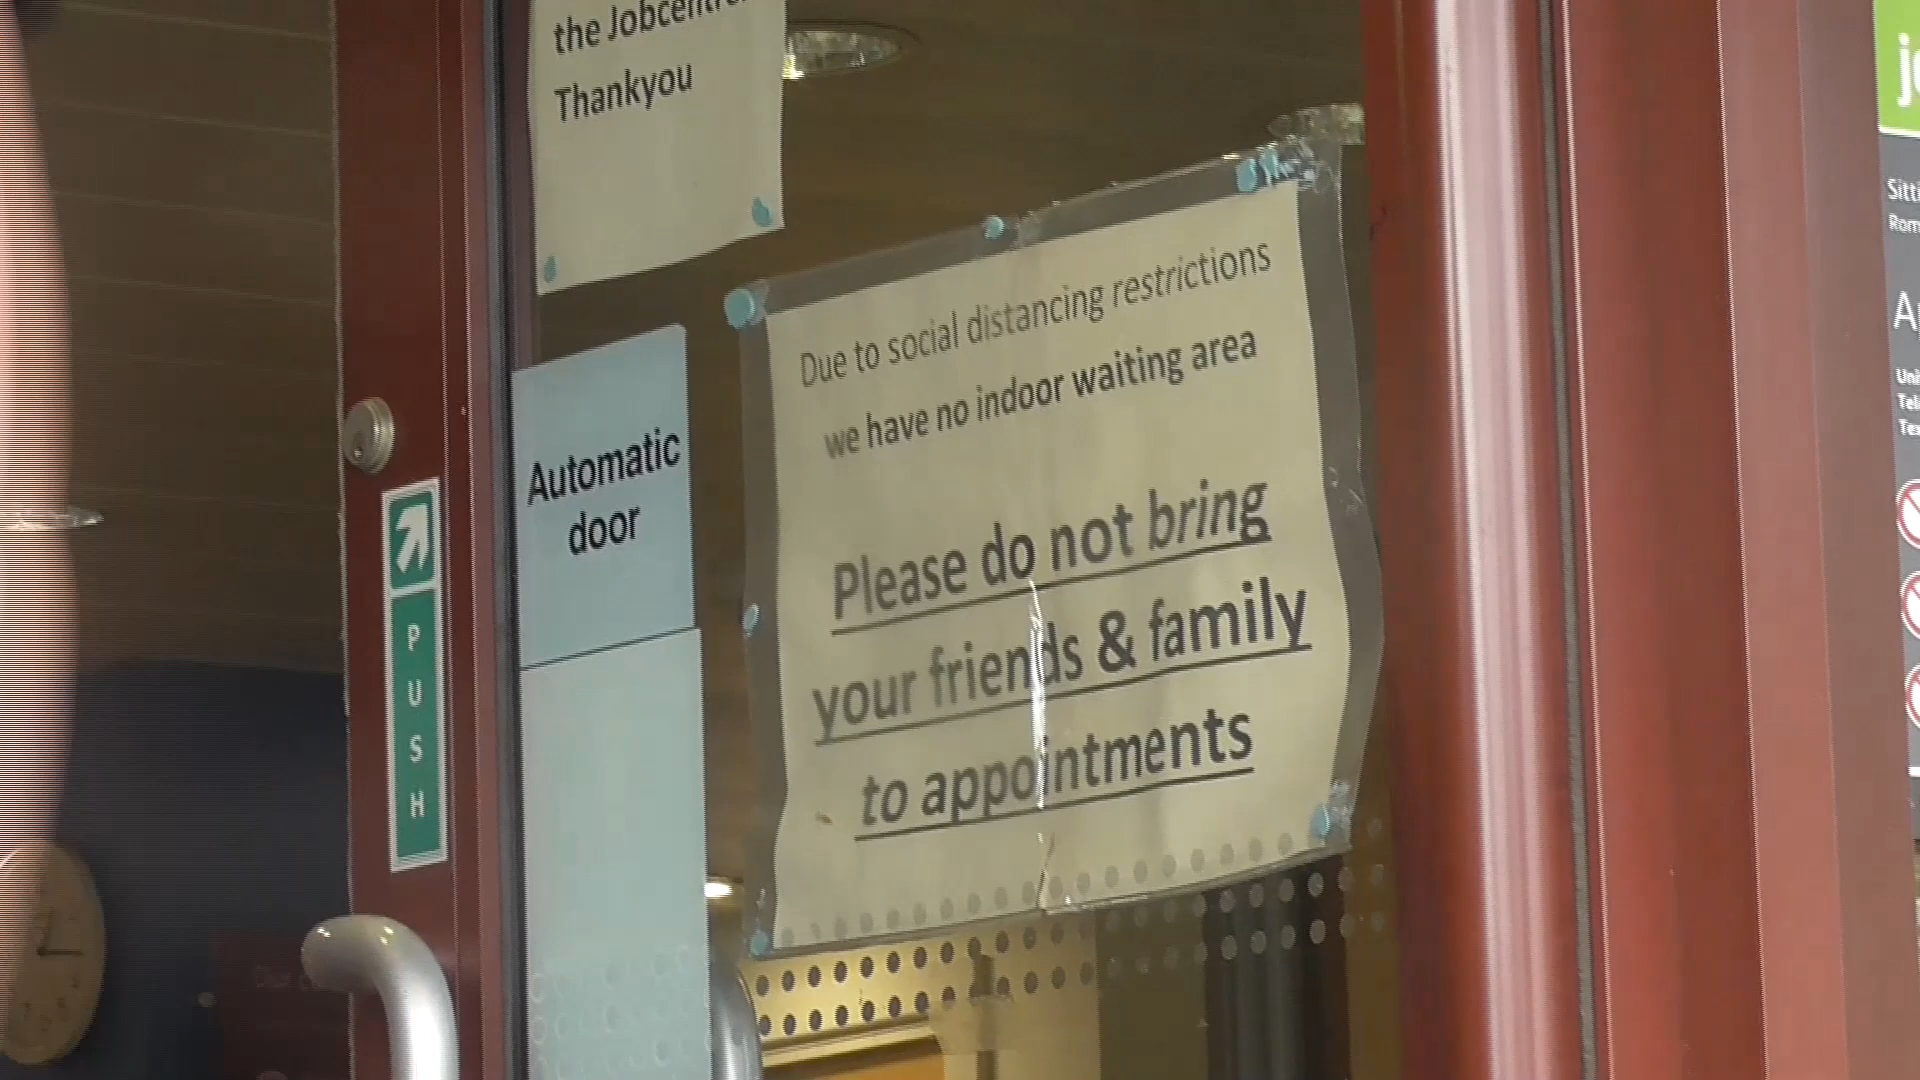 the
Thankyou
Due to social distancing restrictions
we have no indoor waiting area
Please do not bring
your friends & family
to appointments
Automatic
door
PUSH